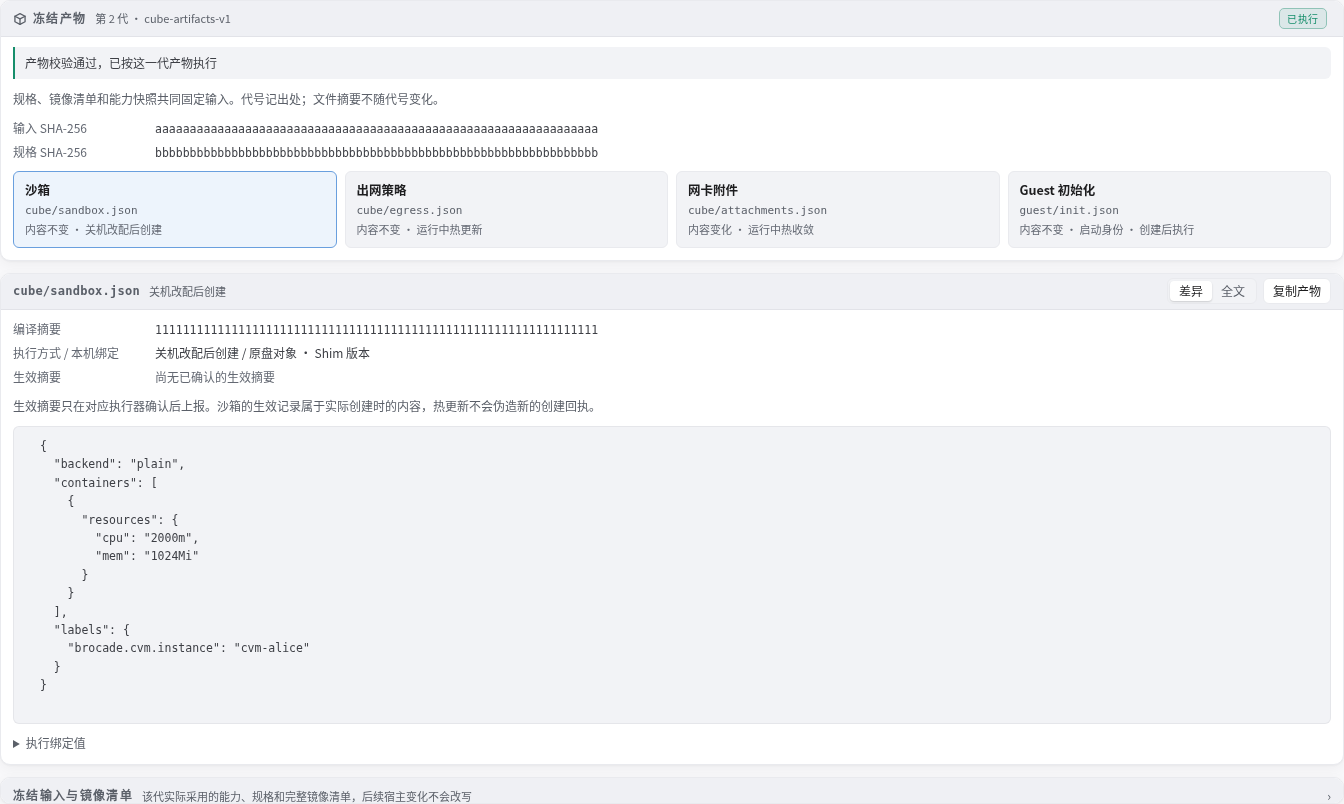 冻结产物 第 2 代 · cube-artifacts-v1 已执行
产物校验通过，已按这一代产物执行
规格、镜像清单和能力快照共同固定输入。代号记出处；文件摘要不随代号变化。
输入 SHA-256 aaaaaaaaaaaaaaaaaaaaaaaaaaaaaaaaaaaaaaaaaaaaaaaaaaaaaaaaaaaaaaaa
规格 SHA-256 bbbbbbbbbbbbbbbbbbbbbbbbbbbbbbbbbbbbbbbbbbbbbbbbbbbbbbbbbbbbbbbb
沙箱
cube/sandbox.json
内容不变 · 关机改配后创建
出网策略
cube/egress.json
内容不变 · 运行中热更新
网卡附件
cube/attachments.json
内容变化 · 运行中热收敛
Guest 初始化
guest/init.json
内容不变 · 启动身份 · 创建后执行
cube/sandbox.json 关机改配后创建 差异 全文 复制产物
编译摘要 1111111111111111111111111111111111111111111111111111111111111111
执行方式 / 本机绑定 关机改配后创建 / 原盘对象 · Shim 版本
生效摘要 尚无已确认的生效摘要
生效摘要只在对应执行器确认后上报。沙箱的生效记录属于实际创建时的内容，热更新不会伪造新的创建回执。
{
"backend": "plain",
"containers": [
{
"resources": {
"cpu": "2000m",
"mem": "1024Mi"
}
}
],
"labels": {
"brocade.cvm.instance": "cvm-alice"
}
}
执行绑定值
冻结输入与镜像清单 该代实际采用的能力、规格和完整镜像清单，后续宿主变化不会改写